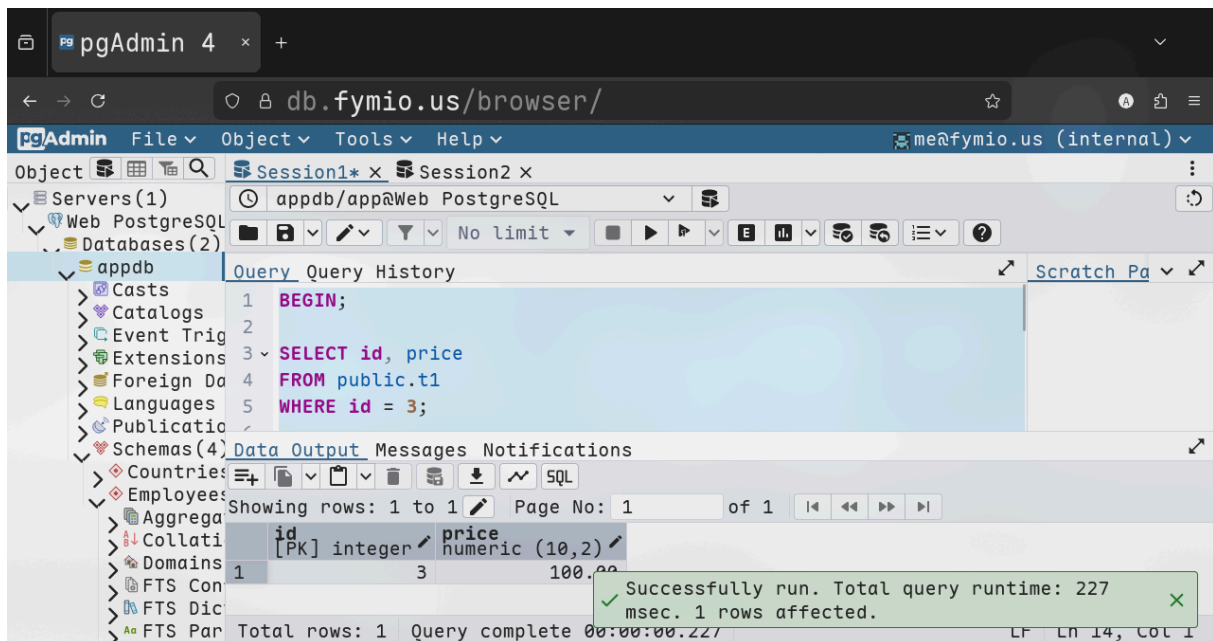 pgAdmin 4 × +
db.fymio.us/browser/
pgAdmin File Object Tools Help me@fymio.us (internal)
Object Session1* × Session2 ×
Servers(1) appdb/app@Web PostgreSQL
Web PostgreSQL No limit
Databases(2)
appdb Query Query History Scratch Pa
Casts 1 BEGIN;
Catalogs 2
Event Trig 3 SELECT id, price
Extensions 4 FROM public.t1
Foreign Da 5 WHERE id = 3;
Languages
Publicatio
Schemas(4) Data Output Messages Notifications
Countries SQL
Employees Showing rows: 1 to 1 Page No: 1 of 1
Aggrega id price
Collati [PK] integer numeric (10,2)
Domains 1 3 100.00
FTS Con Successfully run. Total query runtime: 227
FTS Dic msec. 1 rows affected.
FTS Par Total rows: 1 Query complete 00:00:00.227 LF Ln 14, Col 1